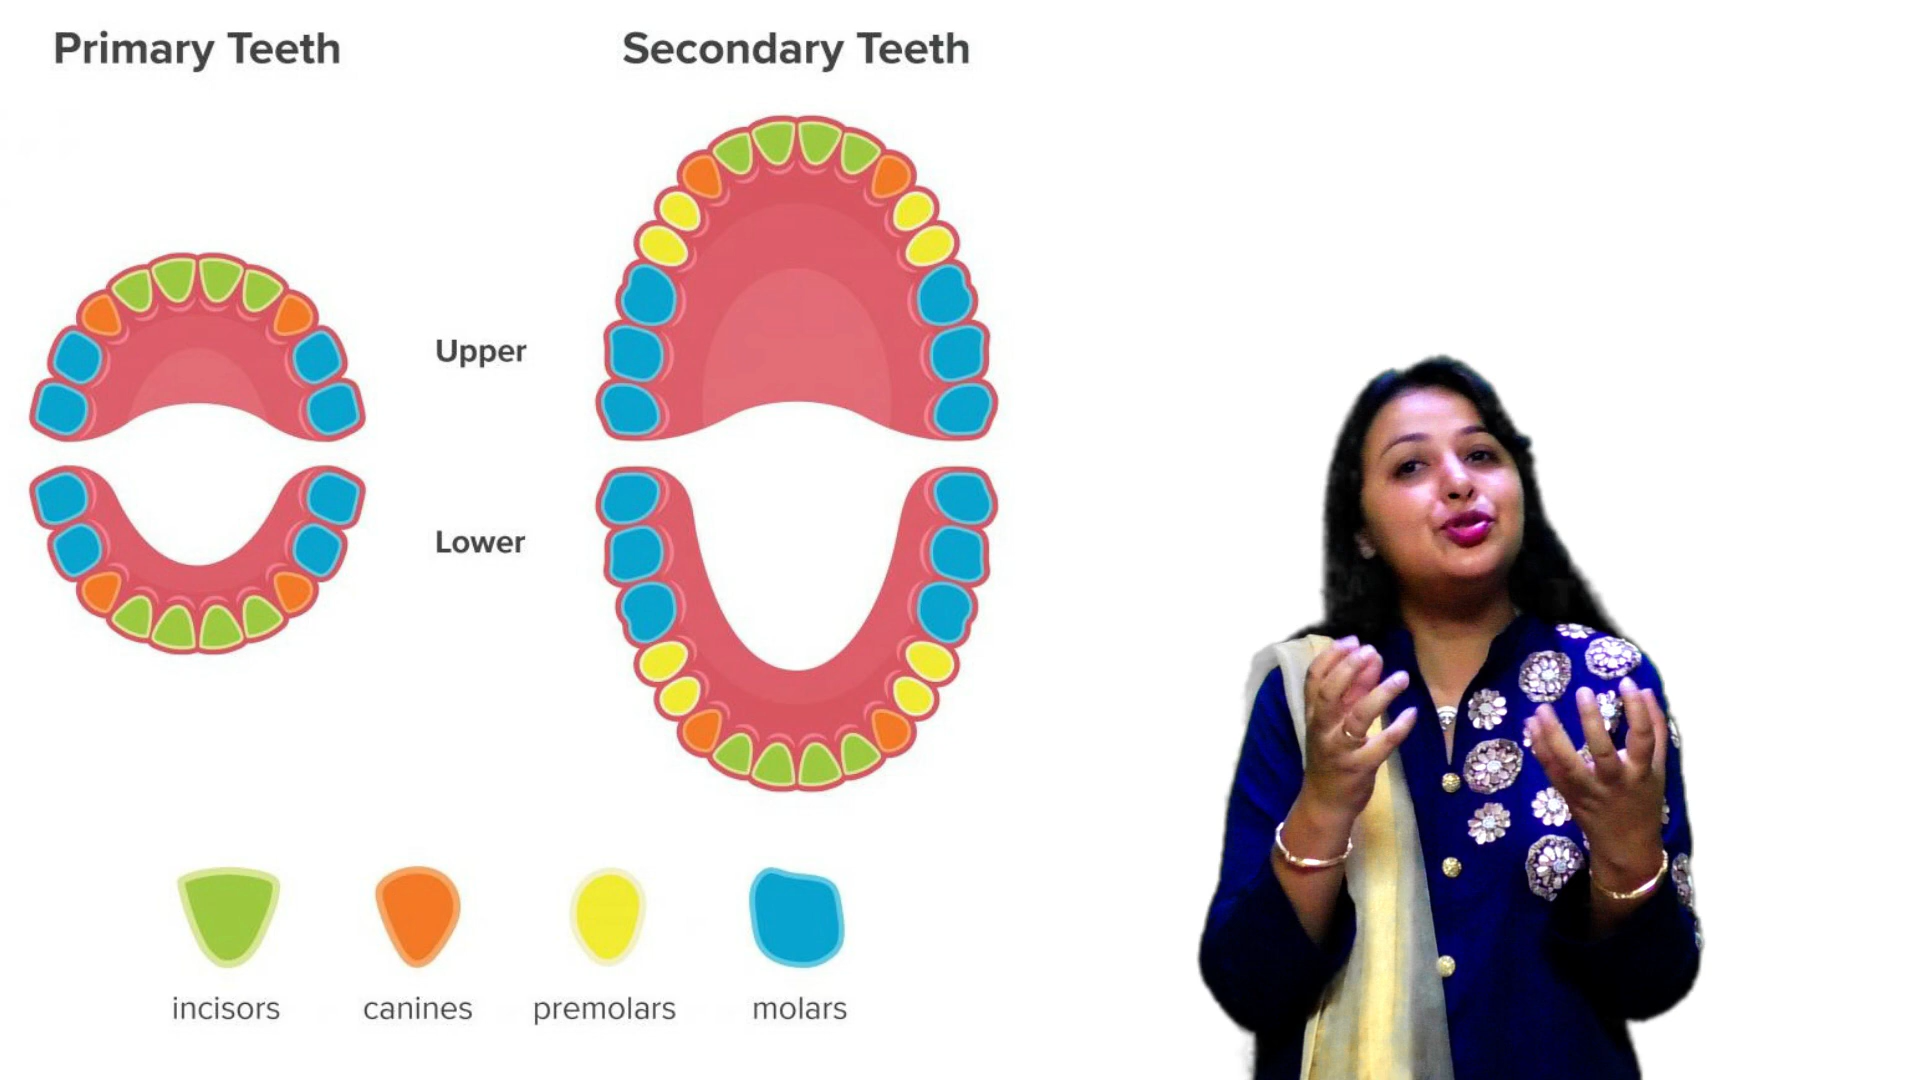 Primary Teeth
Secondary Teeth
Upper
Lower
incisors
canines
premolars
molars